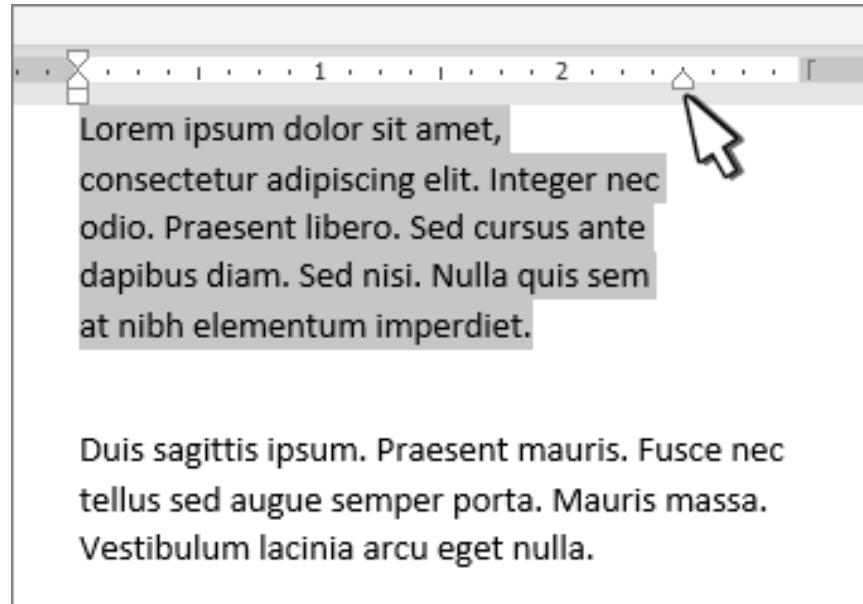 1 2
Lorem ipsum dolor sit amet,
consectetur adipiscing elit. Integer nec
odio. Praesent libero. Sed cursus ante
dapibus diam. Sed nisi. Nulla quis sem
at nibh elementum imperdiet.
Duis sagittis ipsum. Praesent mauris. Fusce nec
tellus sed augue semper porta. Mauris massa.
Vestibulum lacinia arcu eget nulla.